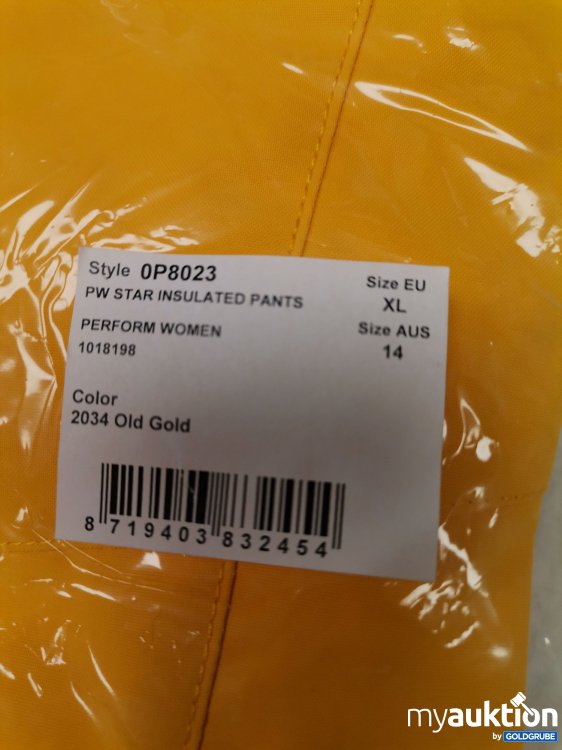 Style 0P8023
PW STAR INSULATED PANTS
Size EU
XL
PERFORM WOMEN
1018198
Size AUS
14
Color
2034 Old Gold
8 719403 832454
myauktion
by GOLDGRUBE